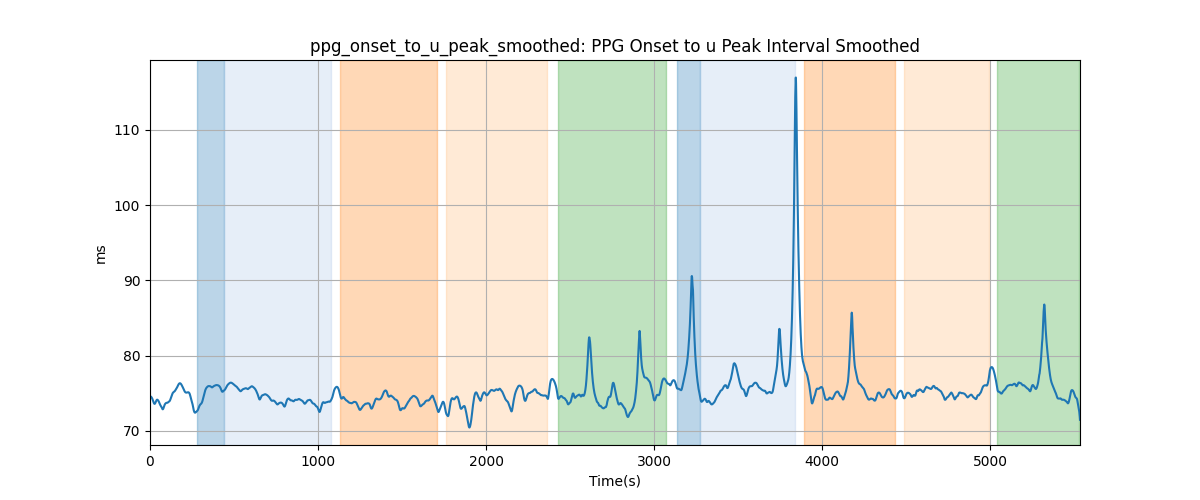 ppg_onset_to_u_peak_smoothed: PPG Onset to u Peak Interval Smoothed
110
100
90
80
70
ms
0 1000 2000 3000 4000 5000
Time(s)